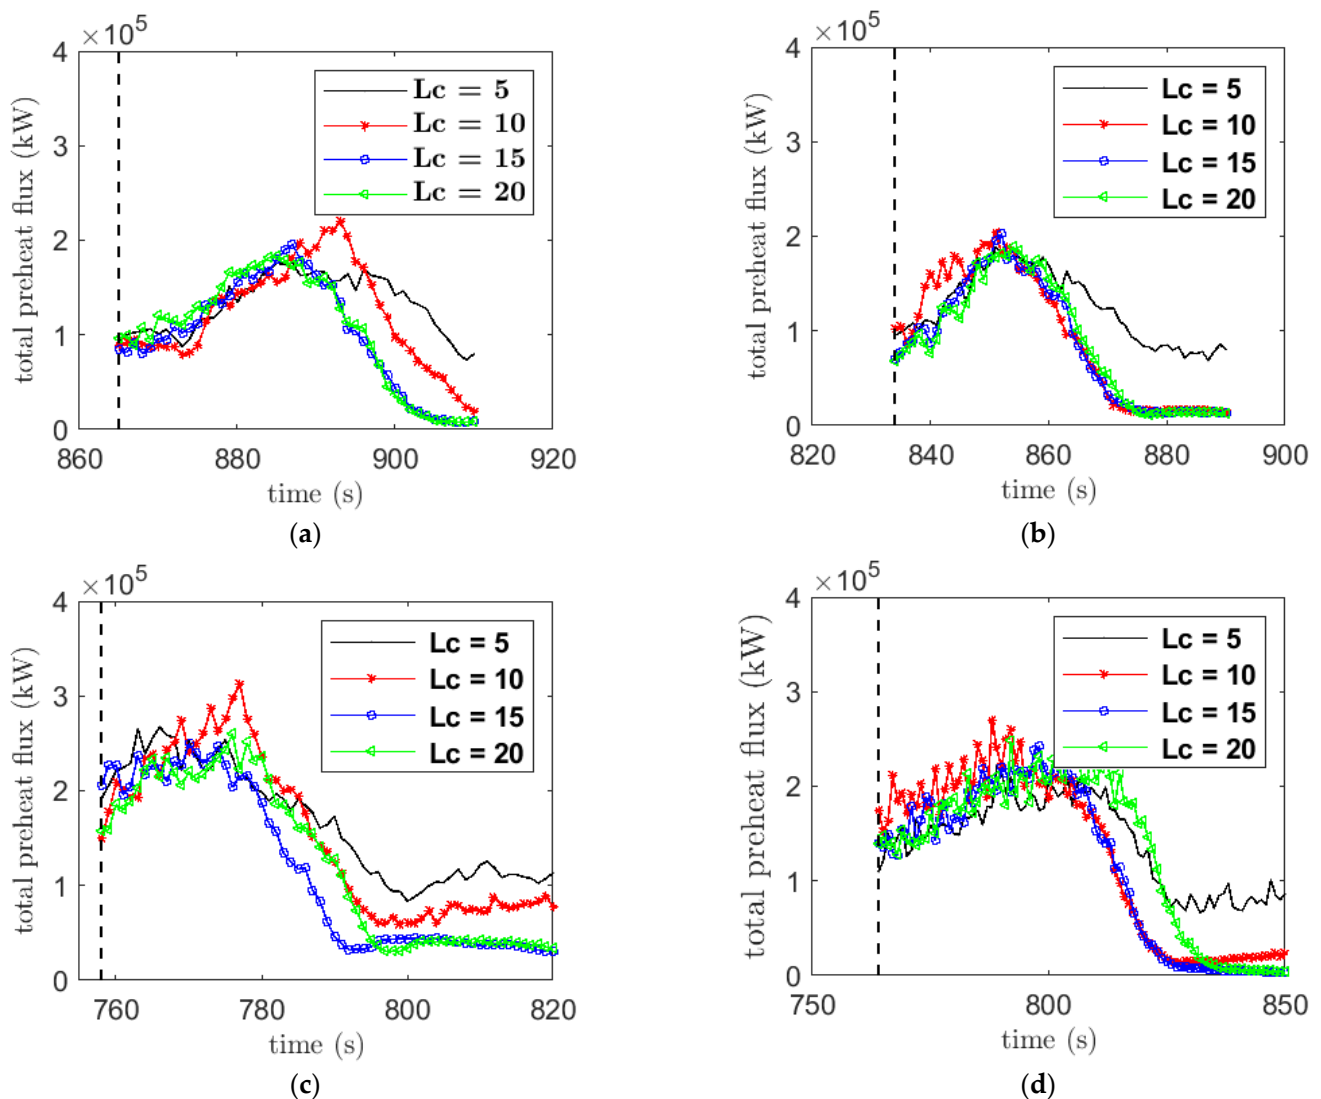 ×10^5
4
3
2
1
0
860 880 900 920
total preheat flux (kW)
time (s)
Lc = 5
Lc = 10
Lc = 15
Lc = 20
(a)
×10^5
4
3
2
1
0
820 840 860 880 900
total preheat flux (kW)
time (s)
Lc = 5
Lc = 10
Lc = 15
Lc = 20
(b)
×10^5
4
3
2
1
0
760 780 800 820
total preheat flux (kW)
time (s)
Lc = 5
Lc = 10
Lc = 15
Lc = 20
(c)
×10^5
4
3
2
1
0
750 800 850
total preheat flux (kW)
time (s)
Lc = 5
Lc = 10
Lc = 15
Lc = 20
(d)